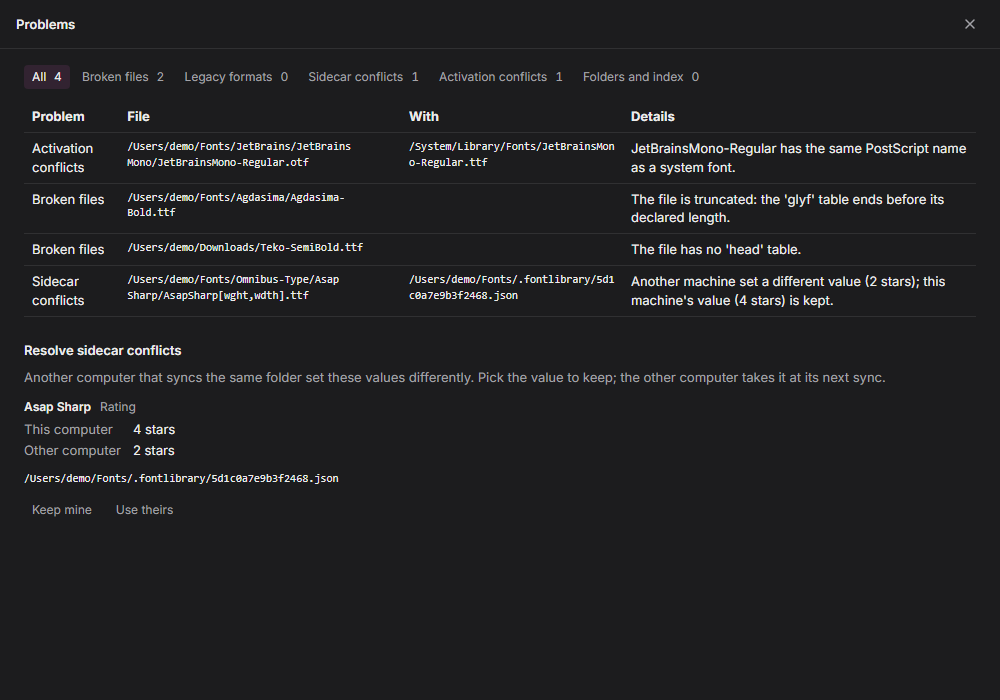 Problems
All 4 Broken files 2 Legacy formats 0 Sidecar conflicts 1 Activation conflicts 1 Folders and index 0
Problem File With Details
Activation conflicts /Users/demo/Fonts/JetBrains/JetBrains Mono/JetBrainsMono-Regular.otf /System/Library/Fonts/JetBrainsMono-Regular.ttf JetBrainsMono-Regular has the same PostScript name as a system font.
Broken files /Users/demo/Fonts/Agdasima/Agdasima-Bold.ttf The file is truncated: the 'glyf' table ends before its declared length.
Broken files /Users/demo/Downloads/Teko-SemiBold.ttf The file has no 'head' table.
Sidecar conflicts /Users/demo/Fonts/Omnibus-Type/Asap Sharp/AsapSharp[wght,wdth].ttf /Users/demo/Fonts/.fontlibrary/5d1c0a7e9b3f2468.json Another machine set a different value (2 stars); this machine's value (4 stars) is kept.
Resolve sidecar conflicts
Another computer that syncs the same folder set these values differently. Pick the value to keep; the other computer takes it at its next sync.
Asap Sharp Rating
This computer 4 stars
Other computer 2 stars
/Users/demo/Fonts/.fontlibrary/5d1c0a7e9b3f2468.json
Keep mine Use theirs